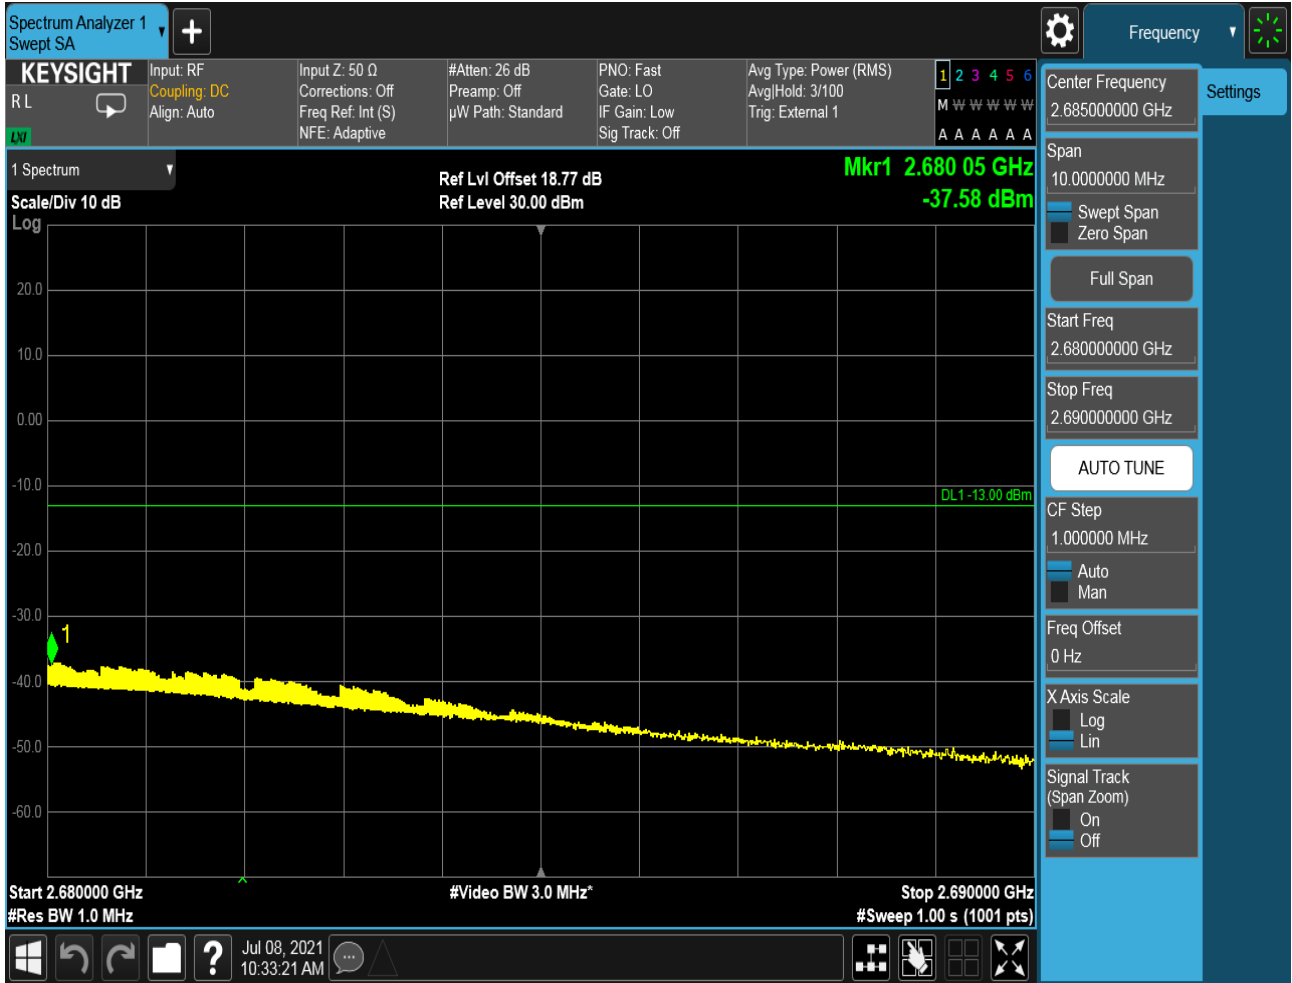 Spectrum Analyzer 1
Swept SA
Frequency
KEYSIGHT
R L
LXI
Input: RF
Coupling: DC
Align: Auto
Input Z: 50 Ω
Corrections: Off
Freq Ref: Int (S)
NFE: Adaptive
#Atten: 26 dB
Preamp: Off
µW Path: Standard
PNO: Fast
Gate: LO
IF Gain: Low
Sig Track: Off
Avg Type: Power (RMS)
Avg|Hold: 3/100
Trig: External 1
1 2 3 4 5 6
M W W W W W
A A A A A A
1 Spectrum
Scale/Div 10 dB
Log
Ref Lvl Offset 18.77 dB
Ref Level 30.00 dBm
Mkr1 2.680 05 GHz
-37.58 dBm
20.0
10.0
0.00
-10.0
DL1 -13.00 dBm
-20.0
-30.0
1
-40.0
-50.0
-60.0
Start 2.680000 GHz
#Res BW 1.0 MHz
#Video BW 3.0 MHz*
Stop 2.690000 GHz
#Sweep 1.00 s (1001 pts)
Center Frequency
2.685000000 GHz
Settings
Span
10.0000000 MHz
Swept Span
Zero Span
Full Span
Start Freq
2.680000000 GHz
Stop Freq
2.690000000 GHz
AUTO TUNE
CF Step
1.000000 MHz
Auto
Man
Freq Offset
0 Hz
X Axis Scale
Log
Lin
Signal Track
(Span Zoom)
On
Off
?
Jul 08, 2021
10:33:21 AM